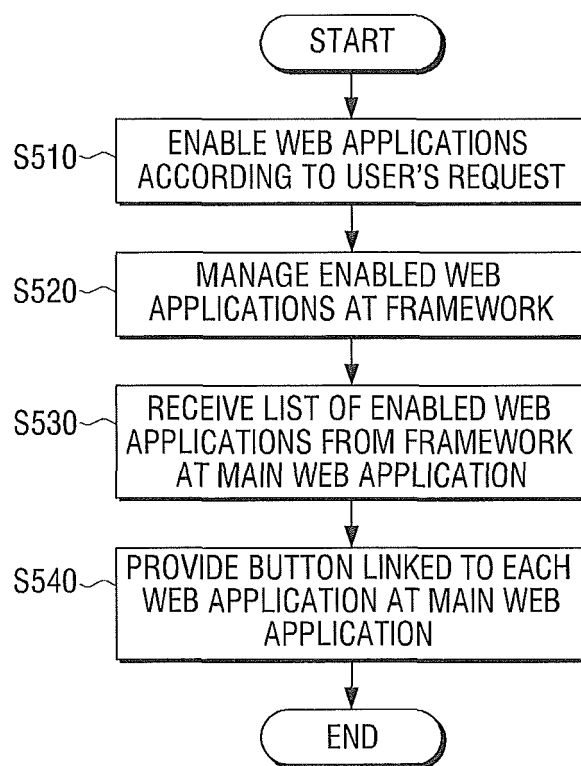 START
S510
ENABLE WEB APPLICATIONS
ACCORDING TO USER'S REQUEST
S520
MANAGE ENABLED WEB
APPLICATIONS AT FRAMEWORK
S530
RECEIVE LIST OF ENABLED WEB
APPLICATIONS FROM FRAMEWORK
AT MAIN WEB APPLICATION
S540
PROVIDE BUTTON LINKED TO EACH
WEB APPLICATION AT MAIN WEB
APPLICATION
END